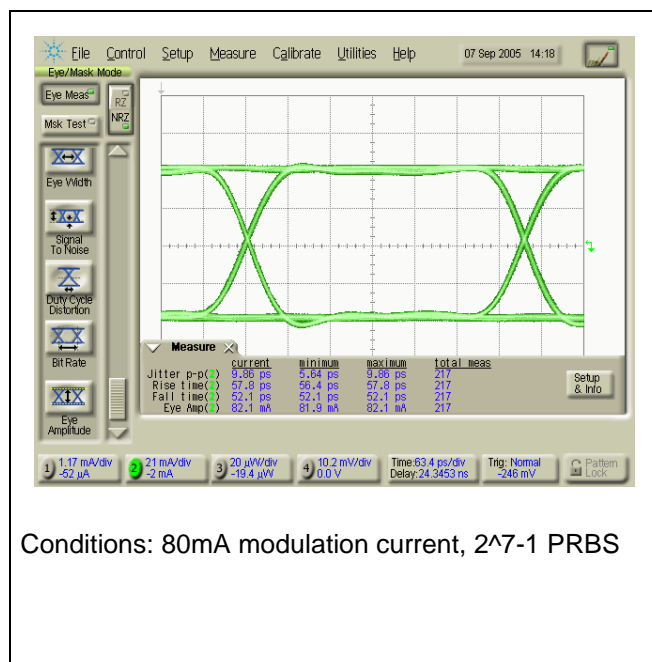 File Control Setup Measure Calibrate Utilities Help 07 Sep 2005 14:18
Eye/Mask Mode
Eye Meas
RZ
NRZ
Msk Test
Eye Width
Signal
To Noise
Duty Cycle
Distortion
Bit Rate
Eye
Amplitude
Measure
current minimum maximum total meas
Jitter p-p(2) 9.86 ps 5.64 ps 9.86 ps 217
Rise time(2) 57.8 ps 56.4 ps 57.8 ps 217
Fall time(2) 52.1 ps 52.1 ps 52.1 ps 217
Eye Amp(2) 82.1 mA 81.9 mA 82.1 mA 217
Setup
& Info
1 1.17 mA/div
-52 µA
2 21 mA/div
-2 mA
3 20 µW/div
-19.4 µW
4 10.2 mV/div
0.0 V
Time:63.4 ps/div
Delay:24.3453 ns
Trig: Normal
-246 mV
Pattern
Lock
Conditions: 80mA modulation current, 2^7-1 PRBS